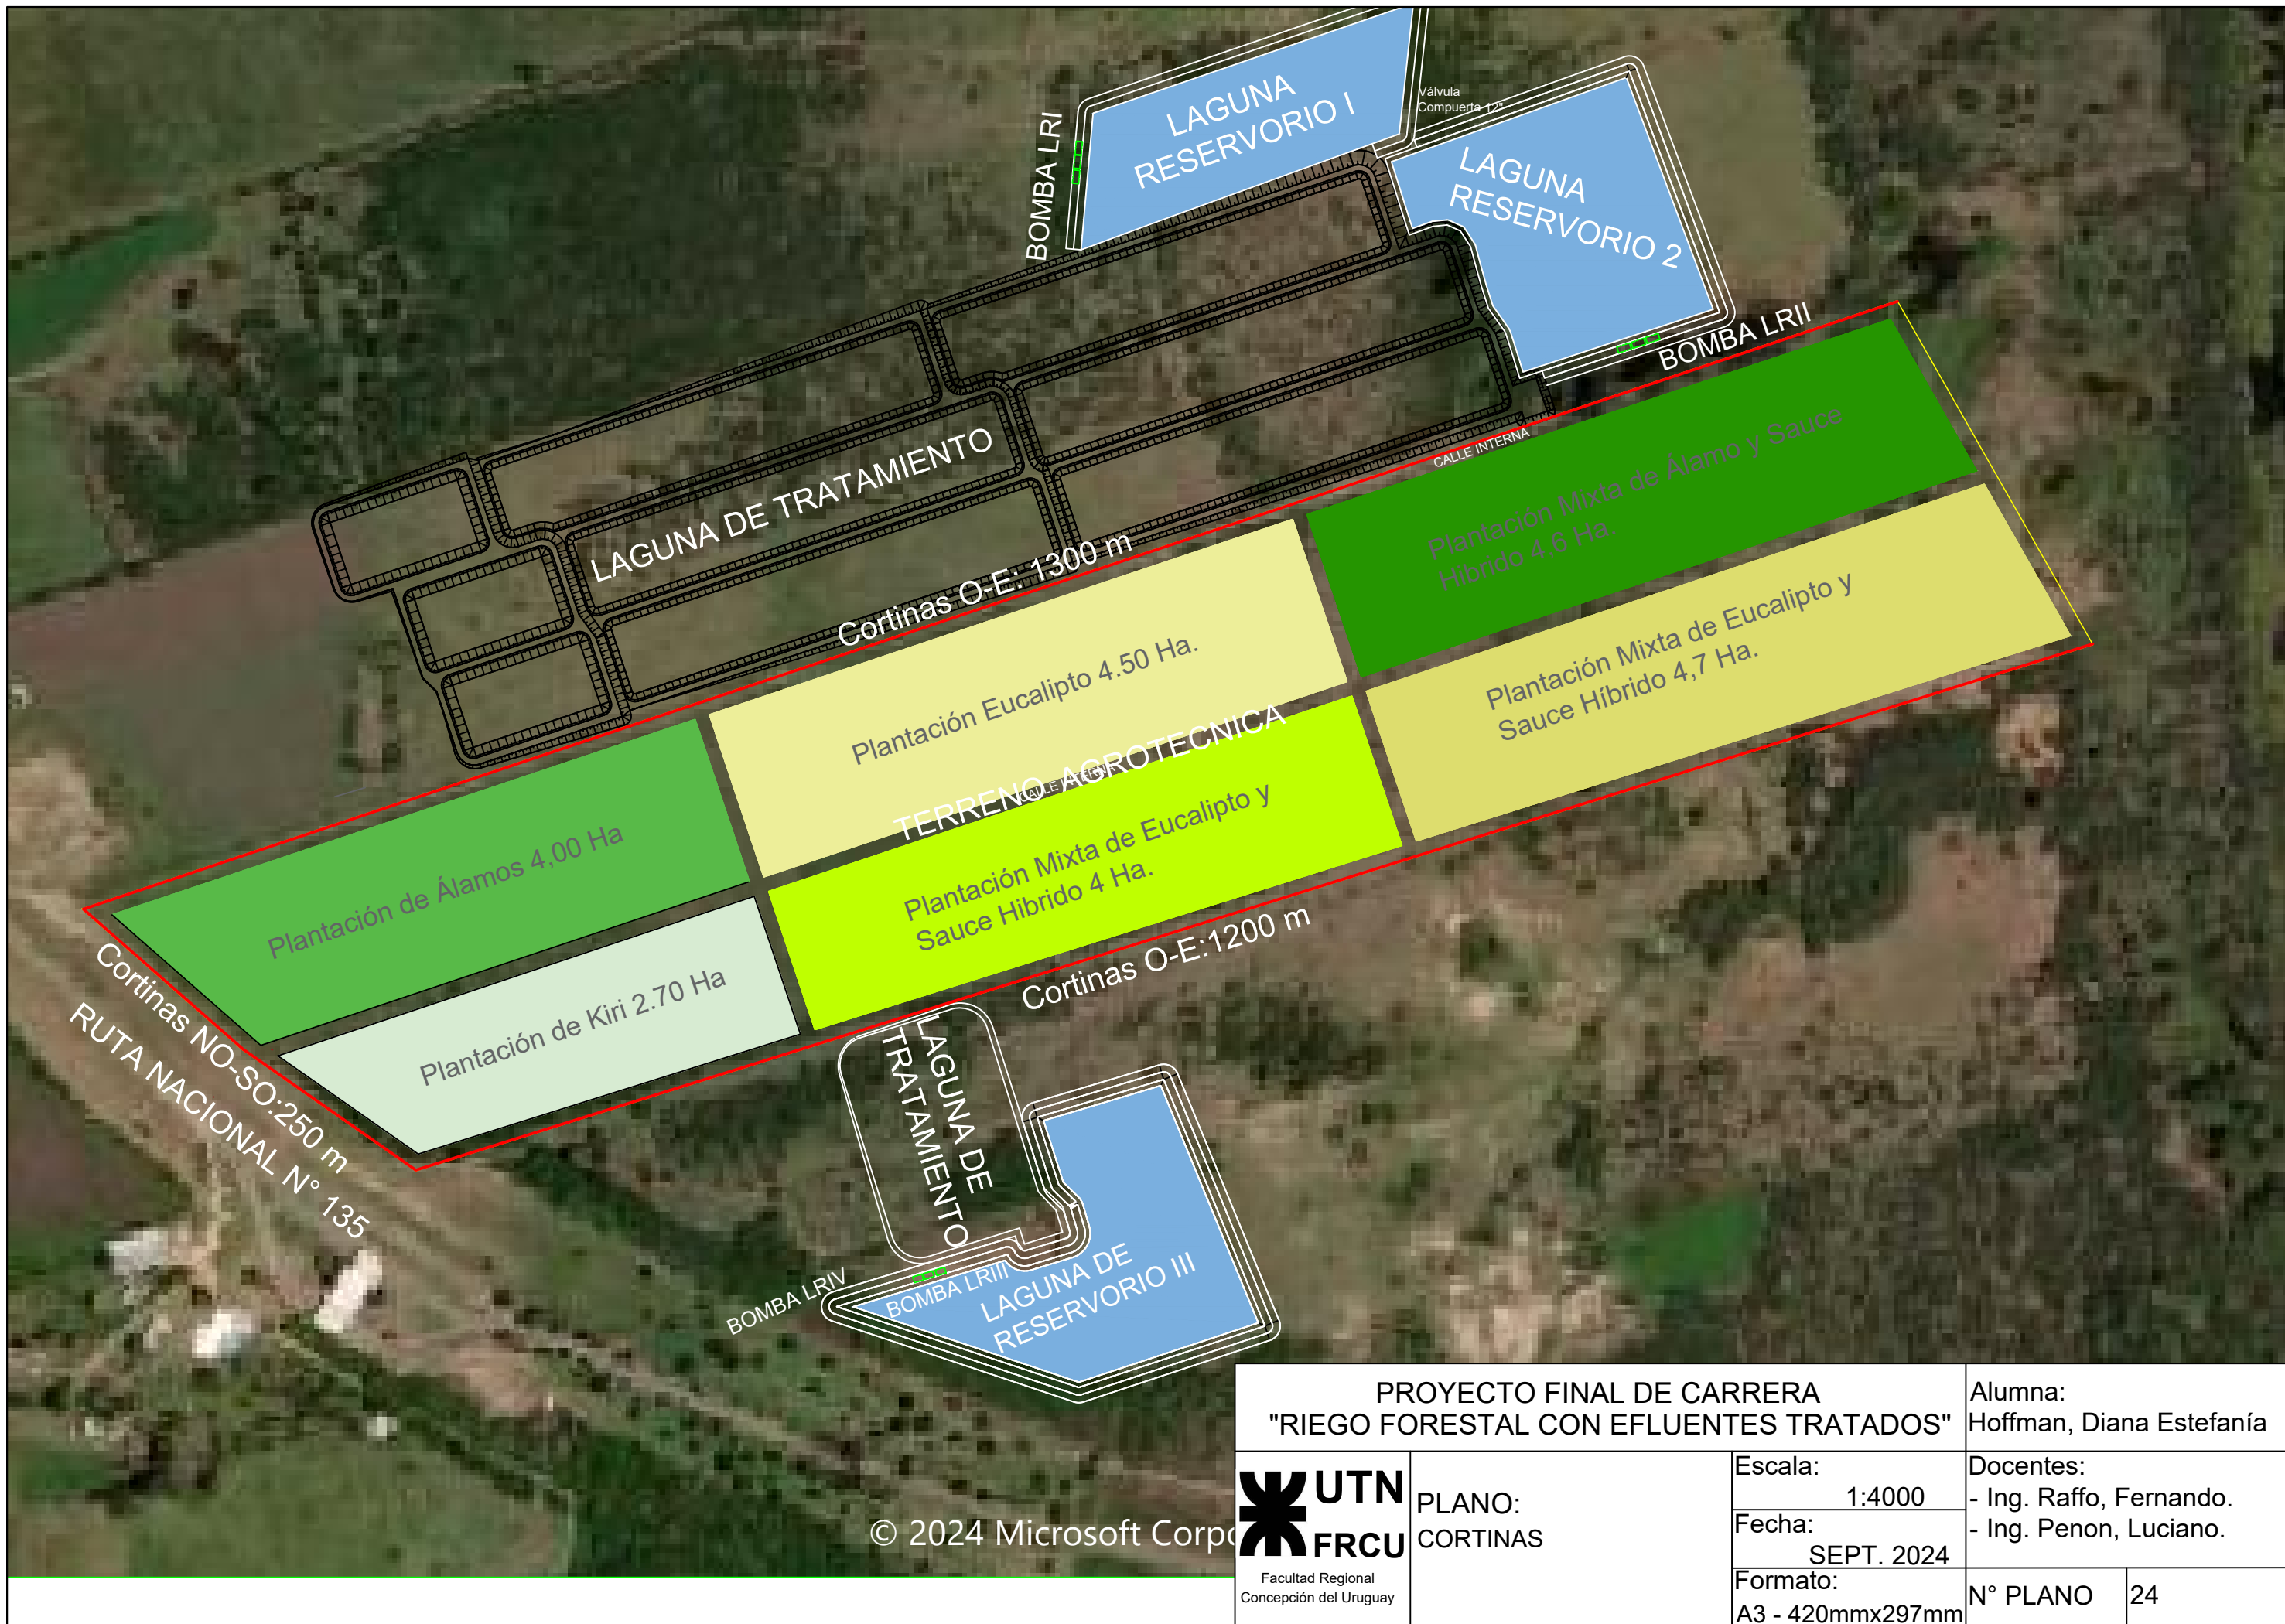 LAGUNA
RESERVORIO I
BOMBA LRI
Válvula
Compuerta 12"
LAGUNA
RESERVORIO 2
BOMBA LRII
CALLE INTERNA
LAGUNA DE TRATAMIENTO
Cortinas O-E: 1300 m
Plantación Mixta de Álamo y Sauce
Híbrido 4,6 Ha.
Plantación Eucalipto 4.50 Ha.
Plantación Mixta de Eucalipto y
Sauce Híbrido 4,7 Ha.
TERRENO AGROTECNICA
CALLE INTERNA
Plantación de Álamos 4,00 Ha
Plantación Mixta de Eucalipto y
Sauce Hibrido 4 Ha.
Plantación de Kiri 2.70 Ha
Cortinas O-E:1200 m
Cortinas NO-SO:250 m
RUTA NACIONAL N° 135
LAGUNA DE
TRATAMIENTO
BOMBA LRIV
BOMBA LRIII
LAGUNA DE
RESERVORIO III
© 2024 Microsoft Corpo
PROYECTO FINAL DE CARRERA
"RIEGO FORESTAL CON EFLUENTES TRATADOS"
Alumna:
Hoffman, Diana Estefanía
UTN
FRCU
Facultad Regional
Concepción del Uruguay
PLANO:
CORTINAS
Escala:
1:4000
Fecha:
SEPT. 2024
Formato:
A3 - 420mmx297mm
Docentes:
- Ing. Raffo, Fernando.
- Ing. Penon, Luciano.
N° PLANO
24